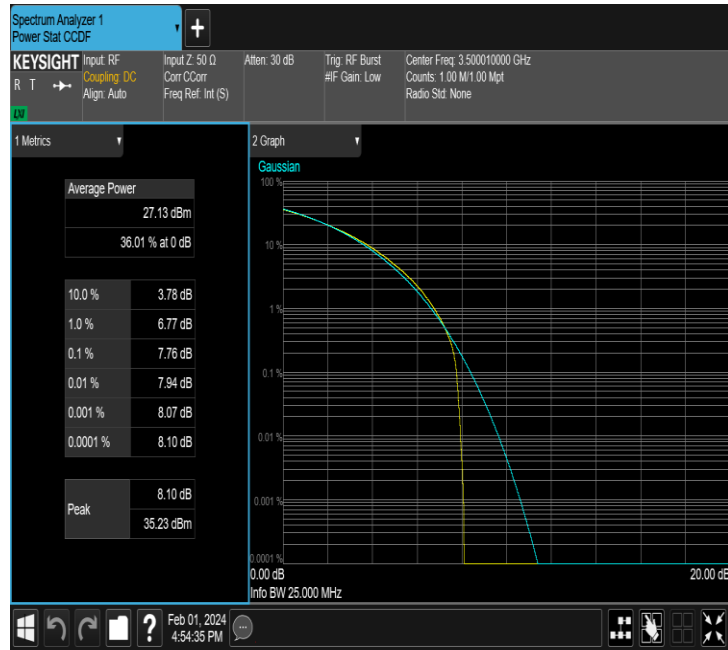 Spectrum Analyzer 1
Power Stat CCDF
+
KEYSIGHT
R T
Input: RF
Coupling: DC
Align: Auto
Input Z: 50 Ω
Corr CCorr
Freq Ref: Int (S)
Atten: 30 dB
Trig: RF Burst
#IF Gain: Low
Center Freq: 3.500010000 GHz
Counts: 1.00 M/1.00 Mpt
Radio Std: None
1 Metrics
Average Power
27.13 dBm
36.01 % at 0 dB
10.0 % 3.78 dB
1.0 % 6.77 dB
0.1 % 7.76 dB
0.01 % 7.94 dB
0.001 % 8.07 dB
0.0001 % 8.10 dB
Peak
8.10 dB
35.23 dBm
2 Graph
Gaussian
100 %
10 %
1 %
0.1 %
0.01 %
0.001 %
0.0001 %
0.00 dB
20.00 dB
Info BW 25.000 MHz
?
Feb 01, 2024
4:54:35 PM